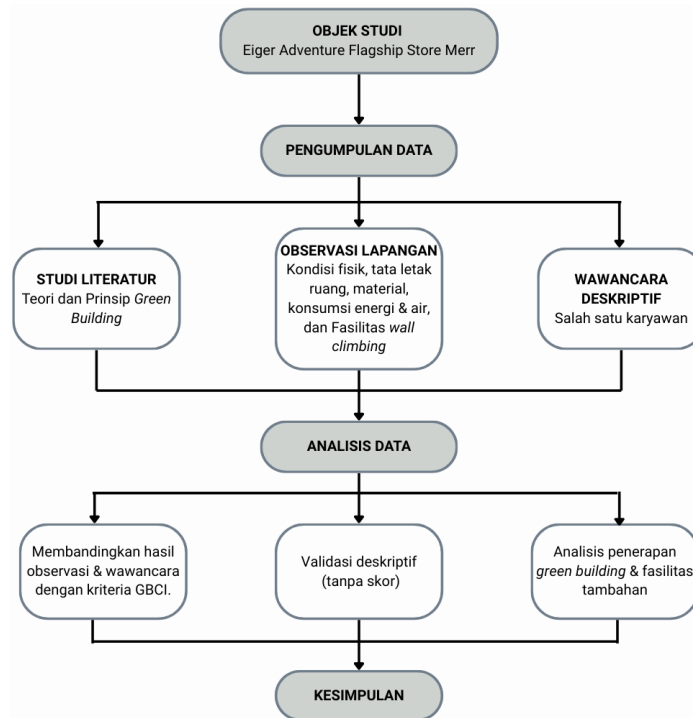 OBJEK STUDI
Eiger Adventure Flagship Store Merr
PENGUMPULAN DATA
STUDI LITERATUR
Teori dan Prinsip Green
Building
OBSERVASI LAPANGAN
Kondisi fisik, tata letak
ruang, material,
konsumsi energi & air,
dan Fasilitas wall
climbing
WAWANCARA
DESKRIPTIF
Salah satu karyawan
ANALISIS DATA
Membandingkan hasil
observasi & wawancara
dengan kriteria GBCI.
Validasi deskriptif
(tanpa skor)
Analisis penerapan
green building & fasilitas
tambahan
KESIMPULAN